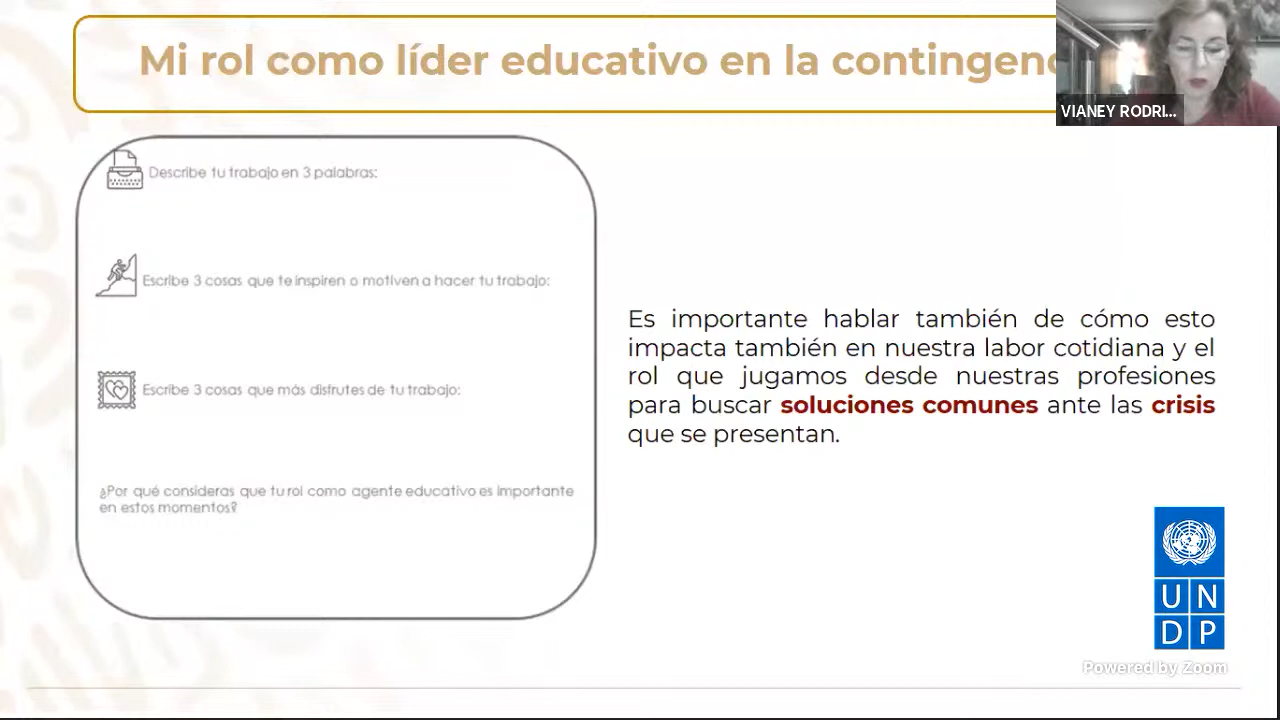 Mi rol como líder educativo en la contingenc
VIANEY RODRI...
Describe tu trabajo en 3 palabras:
Escribe 3 cosas que te inspiren o motiven a hacer tu trabajo:
Escribe 3 cosas que más disfrutes de tu trabajo:
¿Por qué consideras que tu rol como agente educativo es importante
en estos momentos?
Es importante hablar también de cómo esto
impacta también en nuestra labor cotidiana y el
rol que jugamos desde nuestras profesiones
para buscar soluciones comunes ante las crisis
que se presentan.
U N
D P
Powered by Zoom